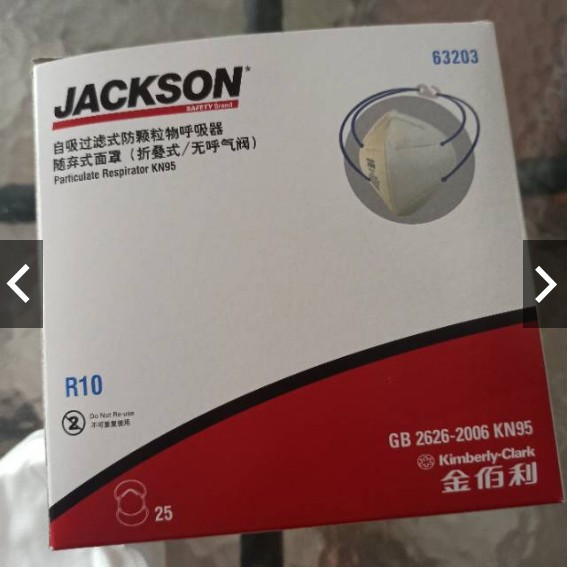 63203
JACKSON*
SAFETY Brand
自吸过滤式防颗粒物呼吸器
随弃式面罩（折叠式/无呼气阀）
Particulate Respirator KN95
R10
2
Do Not Re-use
不可重复使用
GB 2626-2006 KN95
Kimberly-Clark
金佰利
25